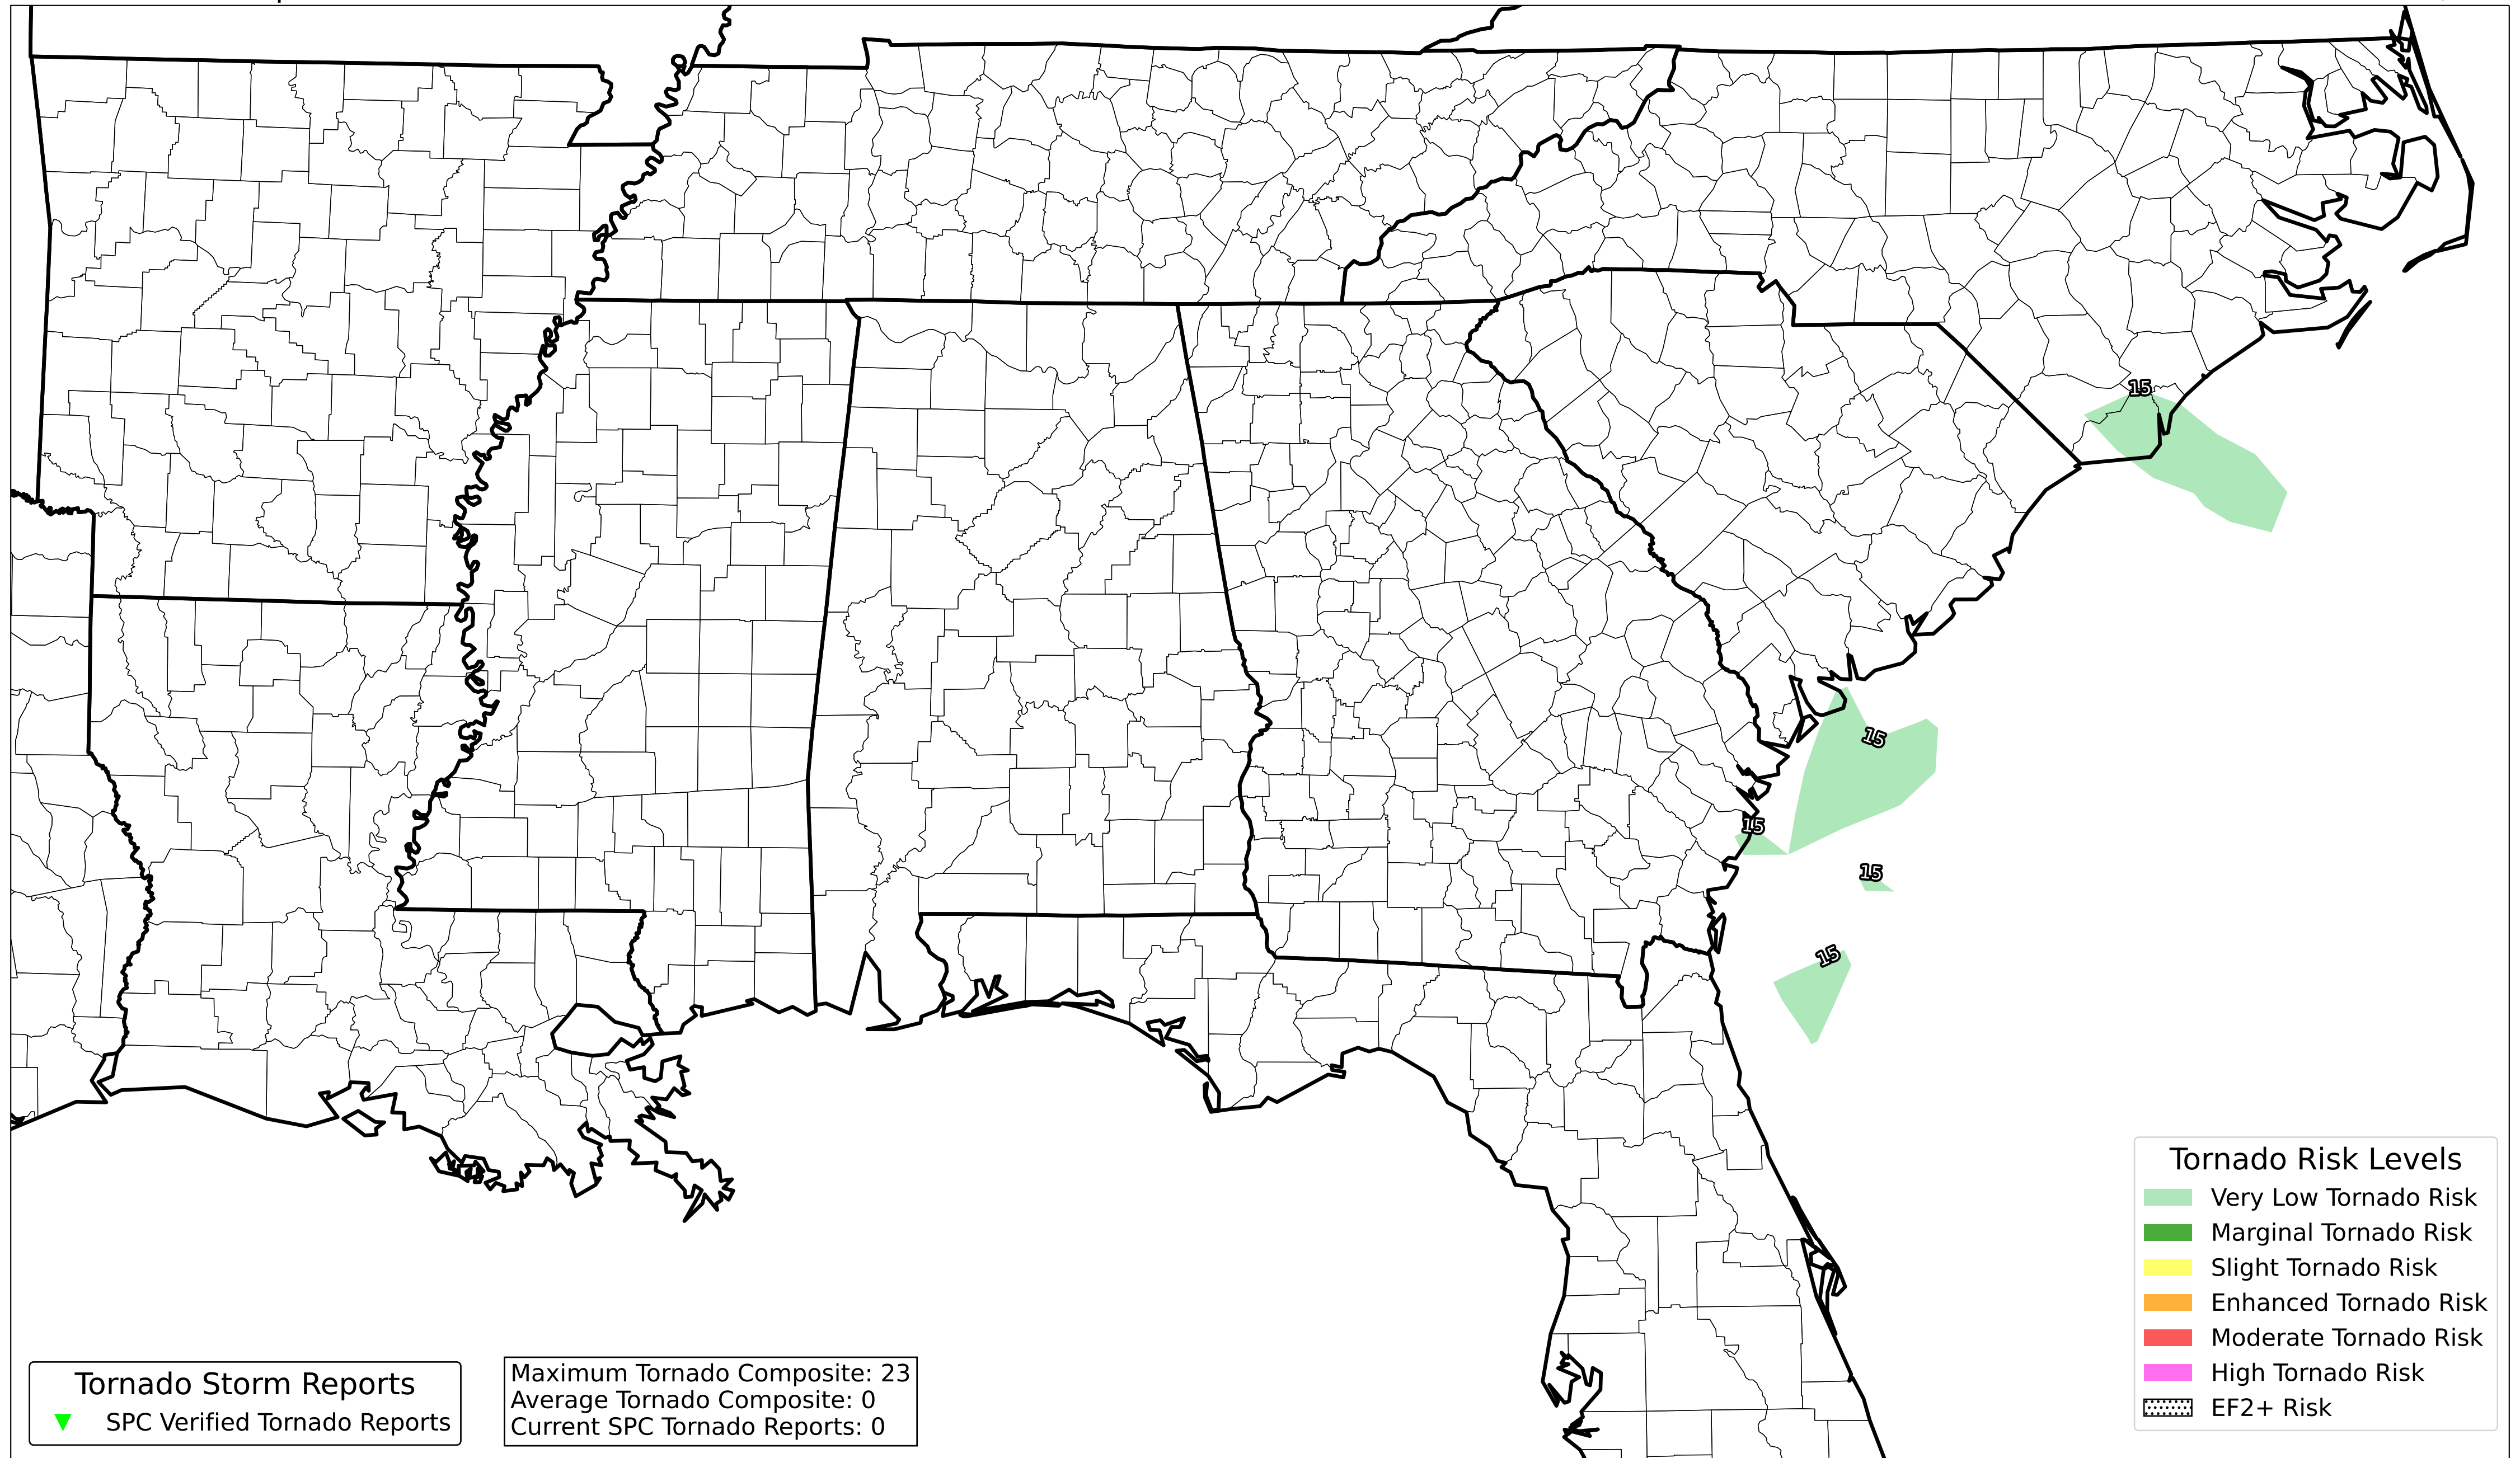 15
15
15
15
15
Tornado Risk Levels
Very Low Tornado Risk
Marginal Tornado Risk
Slight Tornado Risk
Enhanced Tornado Risk
Moderate Tornado Risk
High Tornado Risk
EF2+ Risk
Tornado Storm Reports
SPC Verified Tornado Reports
Maximum Tornado Composite: 23
Average Tornado Composite: 0
Current SPC Tornado Reports: 0